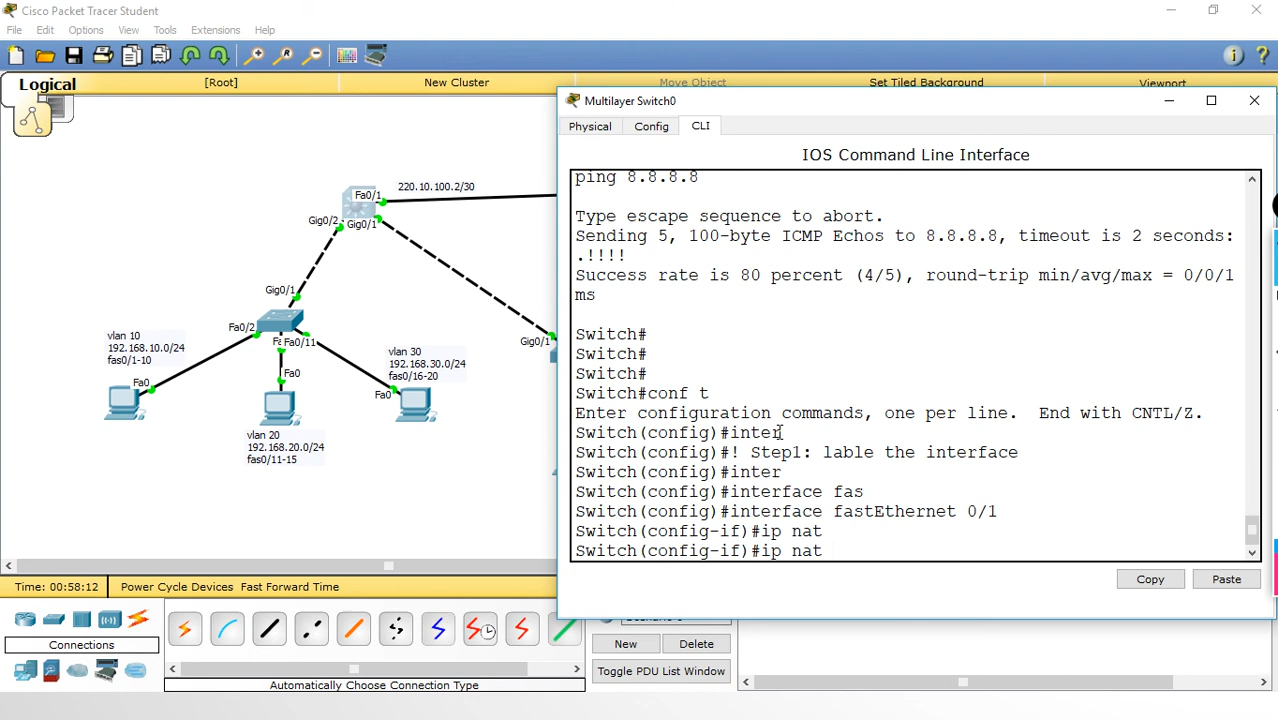 Cisco Packet Tracer Student
File Edit Options View Tools Extensions Help
Logical [Root] New Cluster Move Object Set Tiled Background Viewport
Multilayer Switch0
Physical Config CLI
IOS Command Line Interface
ping 8.8.8.8
Type escape sequence to abort.
Sending 5, 100-byte ICMP Echos to 8.8.8.8, timeout is 2 seconds:
.!!!!
Success rate is 80 percent (4/5), round-trip min/avg/max = 0/0/1
ms
Switch#
Switch#
Switch#
Switch#conf t
Enter configuration commands, one per line.  End with CNTL/Z.
Switch(config)#inter
Switch(config)#! Step1: lable the interface
Switch(config)#inter
Switch(config)#interface fas
Switch(config)#interface fastEthernet 0/1
Switch(config-if)#ip nat
Switch(config-if)#ip nat
Copy Paste
Fa0/1
220.10.100.2/30
Gig0/2
Gig0/1
Gig0/1
Fa0/2
Fa0/11
Gig0/1
vlan 10
192.168.10.0/24
fas0/1-10
Fa0
Fa0
vlan 30
192.168.30.0/24
fas0/16-20
Fa0
vlan 20
192.168.20.0/24
fas0/11-15
Time: 00:58:12 Power Cycle Devices Fast Forward Time
Connections
Automatically Choose Connection Type
New Delete
Toggle PDU List Window